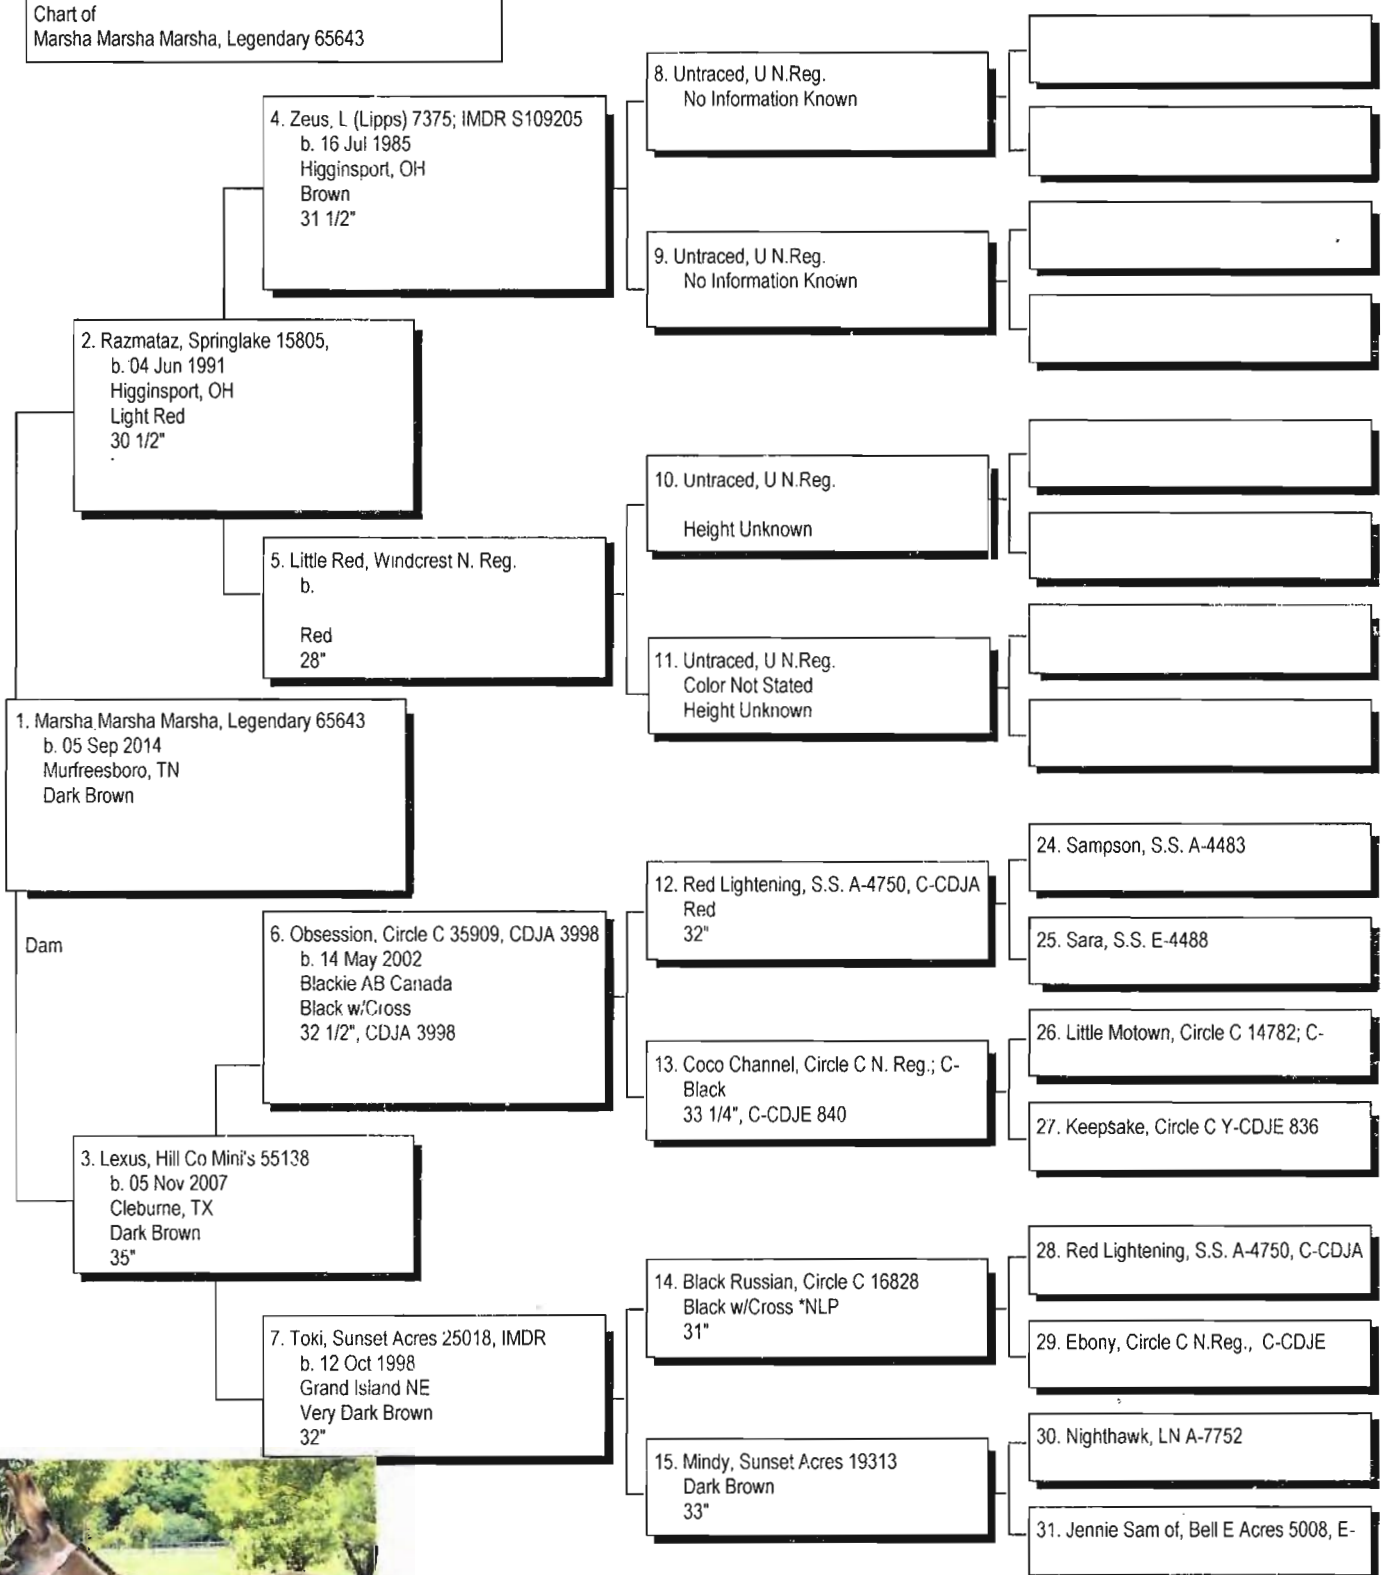 Chart of
Marsha Marsha Marsha, Legendary 65643
8. Untraced, U N.Reg.
No Information Known
4. Zeus, L (Lipps) 7375; IMDR S109205
b. 16 Jul 1985
Higginsport, OH
Brown
31 1/2"
9. Untraced, U N.Reg.
No Information Known
2. Razmataz, Springlake 15805,
b. 04 Jun 1991
Higginsport, OH
Light Red
30 1/2"
10. Untraced, U N.Reg.
Height Unknown
5. Little Red, Windcrest N. Reg.
b.
Red
28"
11. Untraced, U N.Reg.
Color Not Stated
Height Unknown
1. Marsha Marsha Marsha, Legendary 65643
b. 05 Sep 2014
Murfreesboro, TN
Dark Brown
24. Sampson, S.S. A-4483
12. Red Lightening, S.S. A-4750, C-CDJA
Red
32"
25. Sara, S.S. E-4488
Dam
6. Obsession, Circle C 35909, CDJA 3998
b. 14 May 2002
Blackie AB Canada
Black w/Cross
32 1/2", CDJA 3998
26. Little Motown, Circle C 14782; C-
13. Coco Channel, Circle C N. Reg.; C-
Black
33 1/4", C-CDJE 840
27. Keepsake, Circle C Y-CDJE 836
3. Lexus, Hill Co Mini's 55138
b. 05 Nov 2007
Cleburne, TX
Dark Brown
35"
28. Red Lightening, S.S. A-4750, C-CDJA
14. Black Russian, Circle C 16828
Black w/Cross *NLP
31"
29. Ebony, Circle C N.Reg., C-CDJE
7. Toki, Sunset Acres 25018, IMDR
b. 12 Oct 1998
Grand Island NE
Very Dark Brown
32"
30. Nighthawk, LN A-7752
15. Mindy, Sunset Acres 19313
Dark Brown
33"
31. Jennie Sam of, Bell E Acres 5008, E-